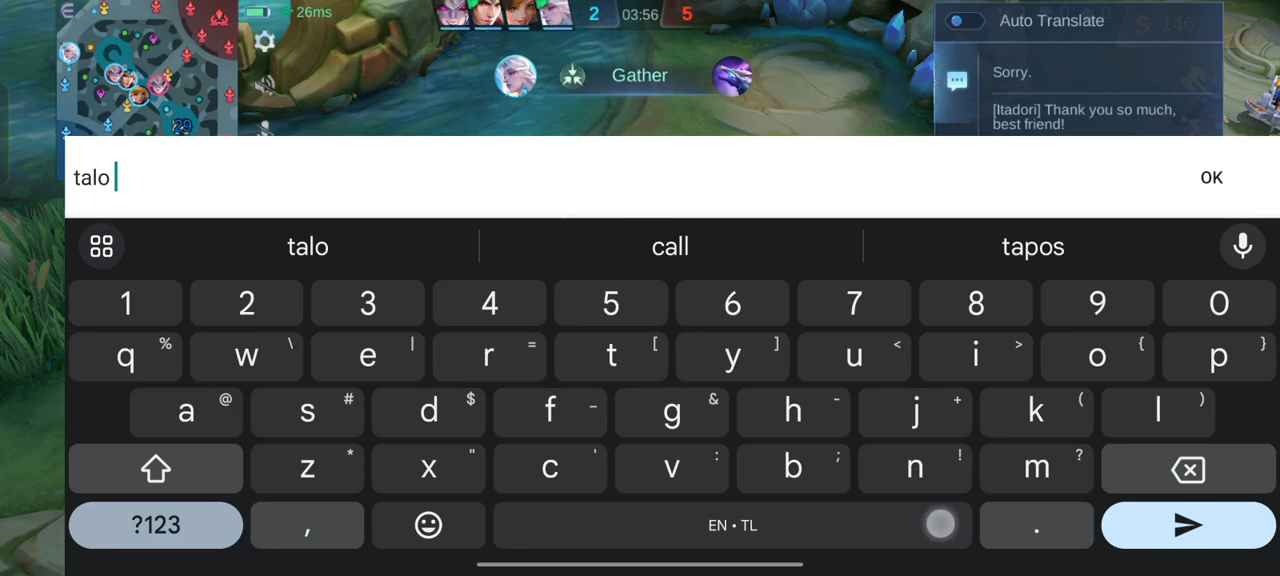 26ms
2 03:56 5
Auto Translate
$ 146
Gather
Sorry.
[Itadori] Thank you so much,
best friend!
29
talo
OK
talo call tapos
1 2 3 4 5 6 7 8 9 0
q % w \ e | r = t [ y ] u < i > o { p }
a @ s # d $ f _ g & h - j + k ( l )
z * x " c ' v : b ; n ! m ?
?123 , EN • TL .